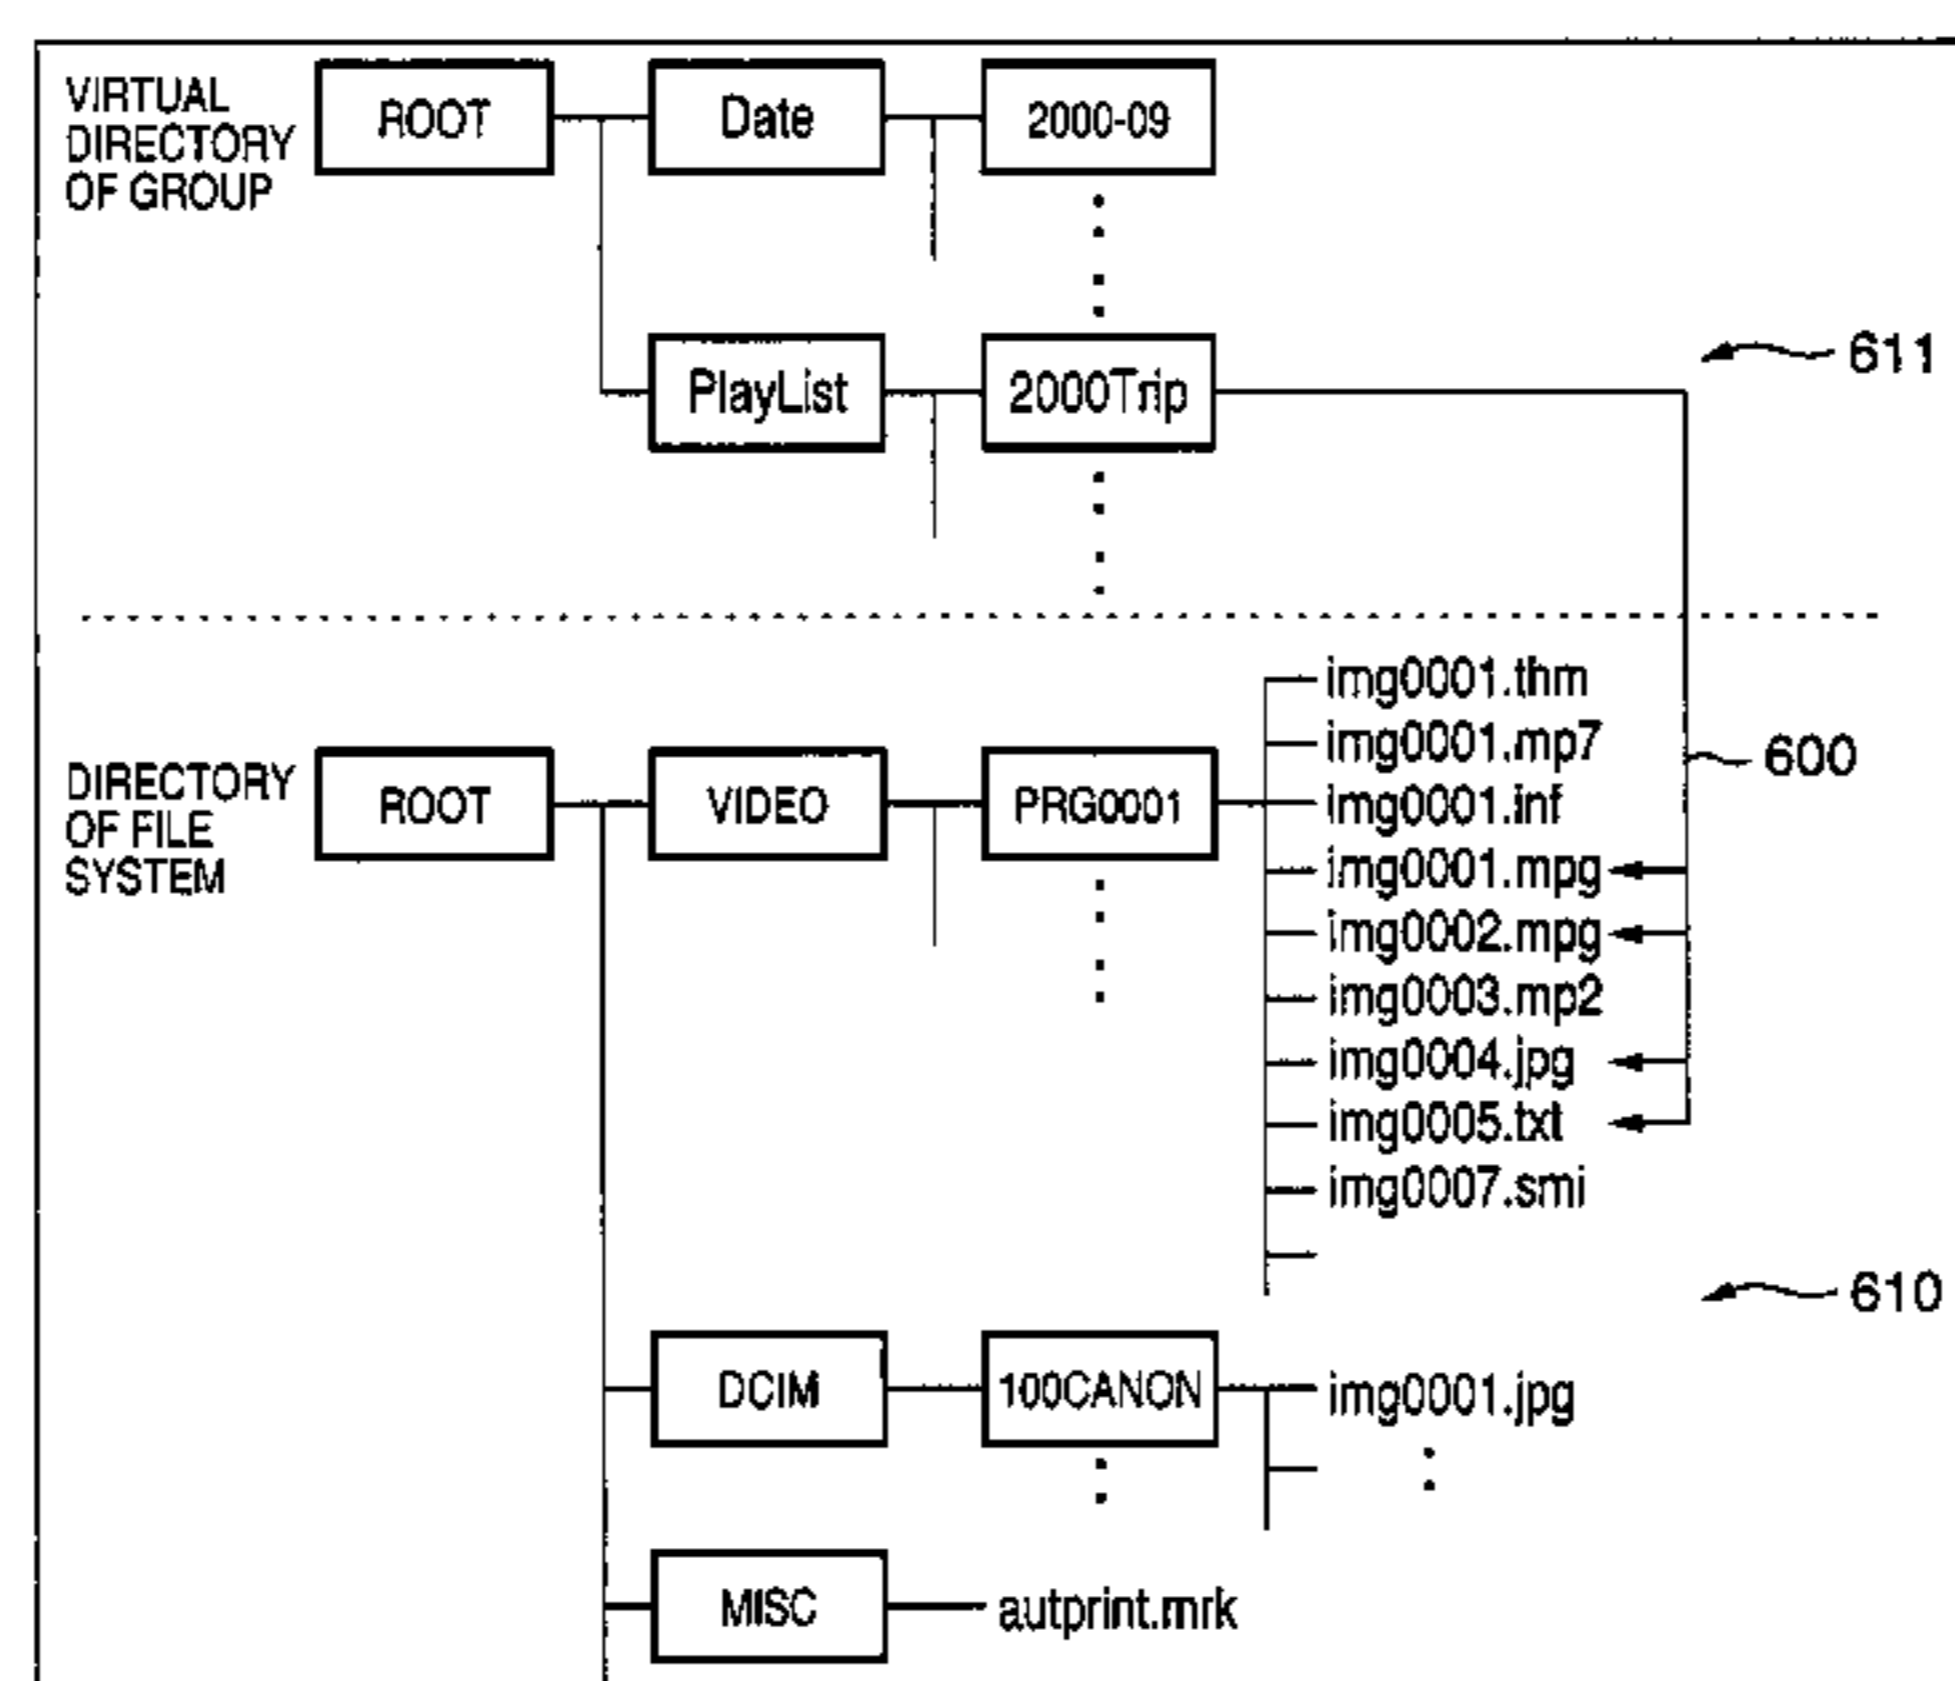 VIRTUAL
DIRECTORY
OF GROUP
ROOT
Date
2000-09
PlayList
2000Trip
611
DIRECTORY
OF FILE
SYSTEM
ROOT
VIDEO
PRG0001
img0001.thm
img0001.mp7
img0001.inf
img0001.mpg
img0002.mpg
img0003.mp2
img0004.jpg
img0005.txt
img0007.smi
600
610
DCIM
100CANON
img0001.jpg
MISC
autprint.mrk